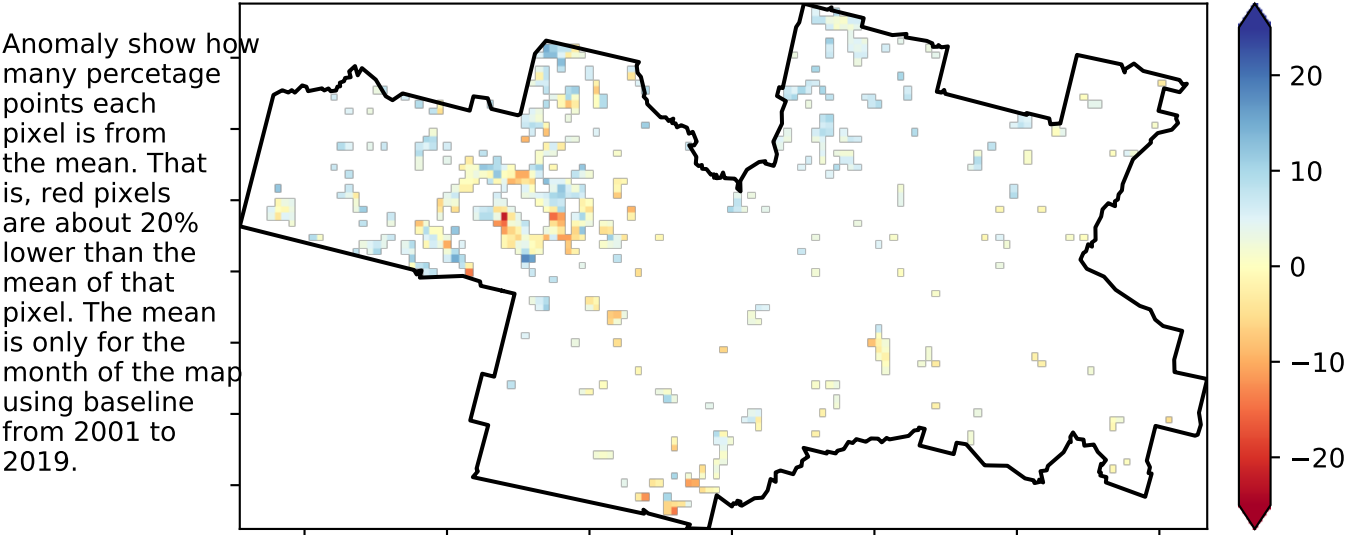 Anomaly show how
many percetage
points each
pixel is from
the mean. That
is, red pixels
are about 20%
lower than the
mean of that
pixel. The mean
is only for the
month of the map
using baseline
from 2001 to
2019.
20
10
0
−10
−20